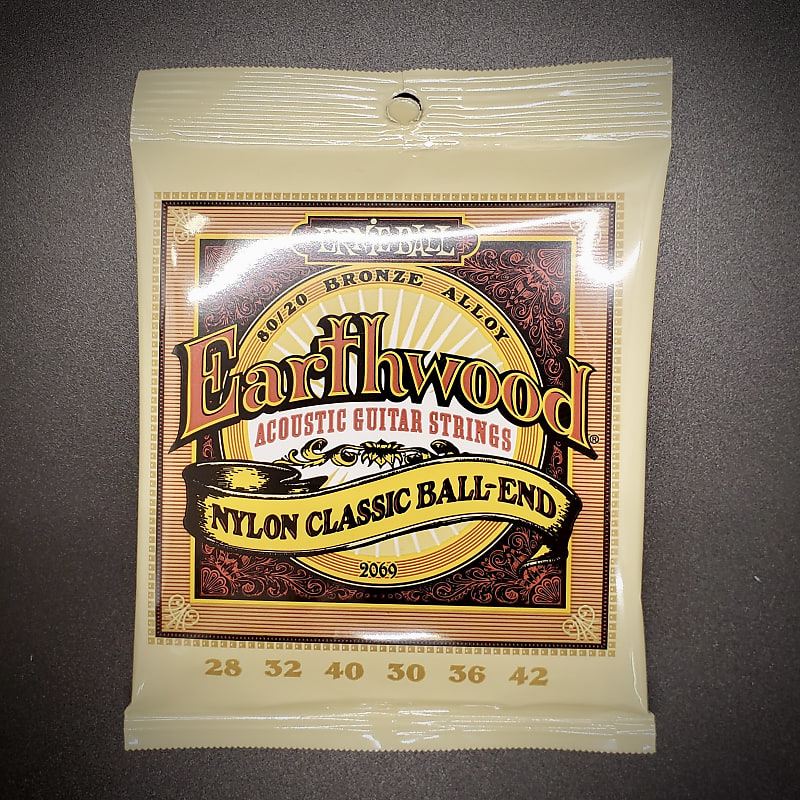 ERNIE BALL
80/20 BRONZE ALLOY
Earthwood®
ACOUSTIC GUITAR STRINGS
NYLON CLASSIC BALL-END
2069
28 32 40 30 36 42